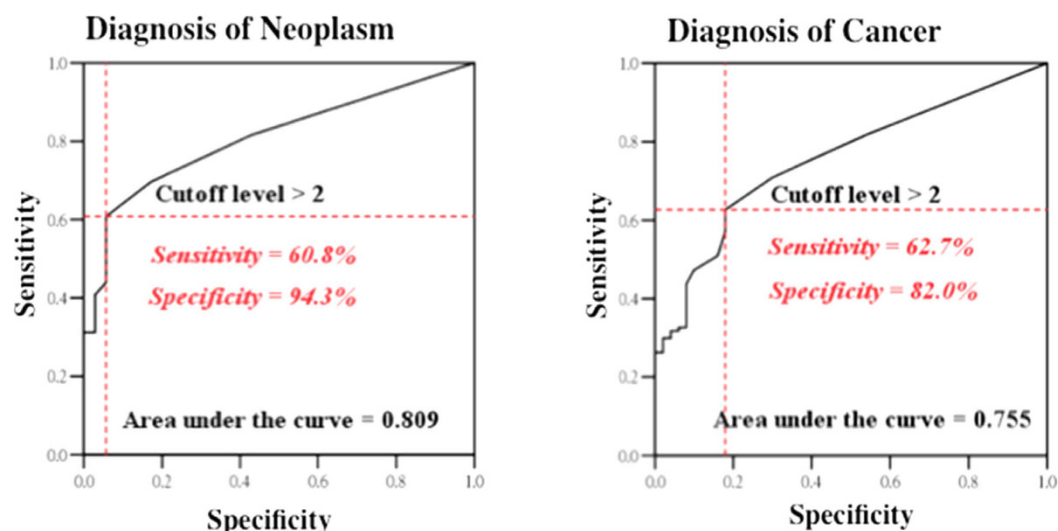 Diagnosis of Neoplasm
1.0
0.8
0.6
0.4
0.2
0.0
Sensitivity
Cutoff level > 2
Sensitivity = 60.8%
Specificity = 94.3%
Area under the curve = 0.809
0.0 0.2 0.4 0.6 0.8 1.0
Specificity
Diagnosis of Cancer
1.0
0.8
0.6
0.4
0.2
0.0
Sensitivity
Cutoff level > 2
Sensitivity = 62.7%
Specificity = 82.0%
Area under the curve = 0.755
0.0 0.2 0.4 0.6 0.8 1.0
Specificity